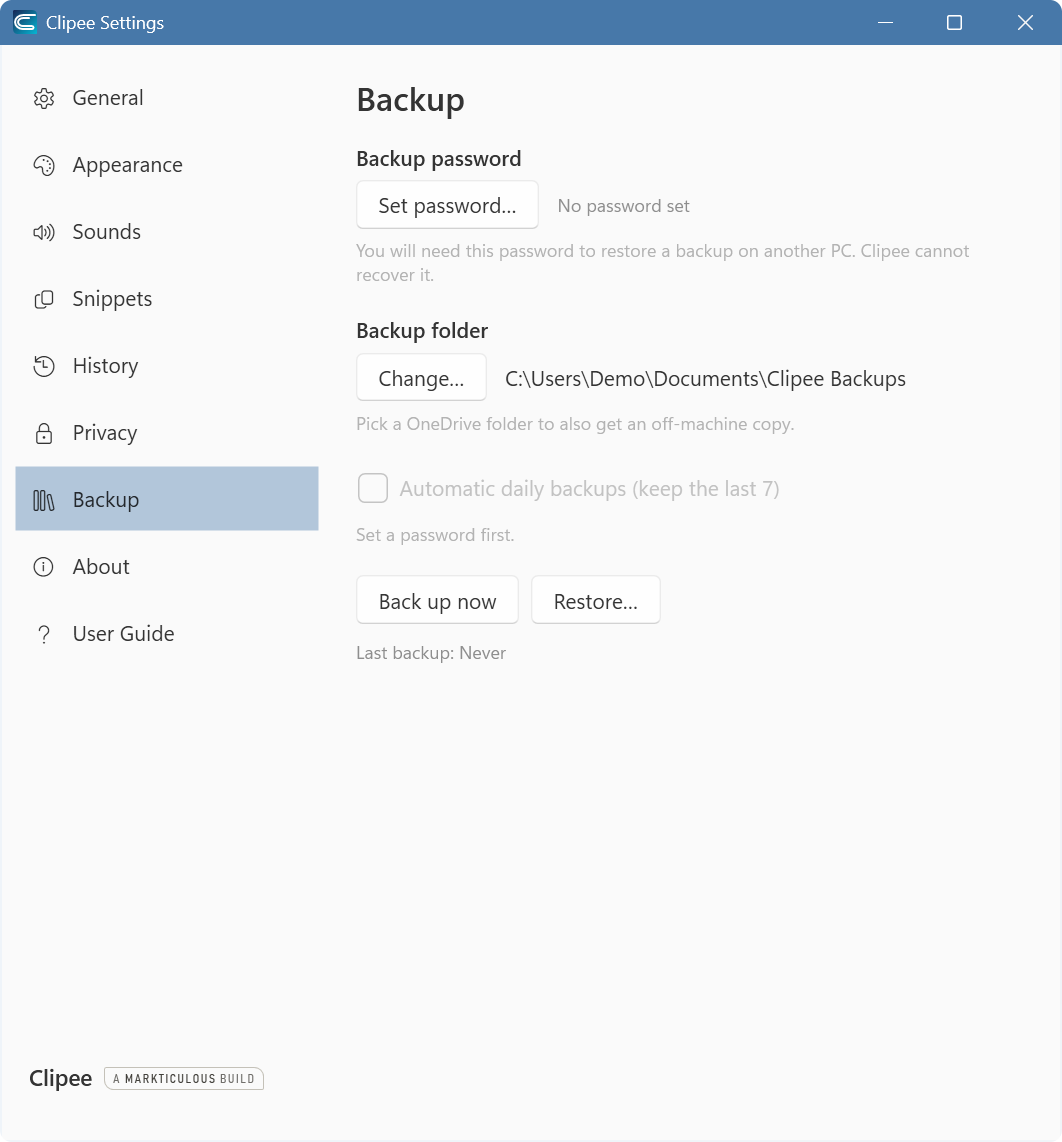 Clipee Settings
General
Appearance
Sounds
Snippets
History
Privacy
Backup
About
User Guide
Backup
Backup password
Set password...
No password set
You will need this password to restore a backup on another PC. Clipee cannot
recover it.
Backup folder
Change...
C:\Users\Demo\Documents\Clipee Backups
Pick a OneDrive folder to also get an off-machine copy.
Automatic daily backups (keep the last 7)
Set a password first.
Back up now
Restore...
Last backup: Never
Clipee
A MARKTICULOUS BUILD